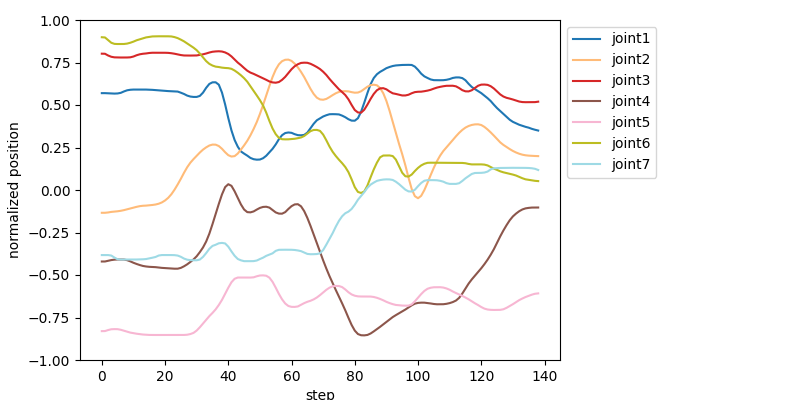 1.00
0.75
0.50
0.25
0.00
−0.25
−0.50
−0.75
−1.00
normalized position
0 20 40 60 80 100 120 140
step
joint1
joint2
joint3
joint4
joint5
joint6
joint7